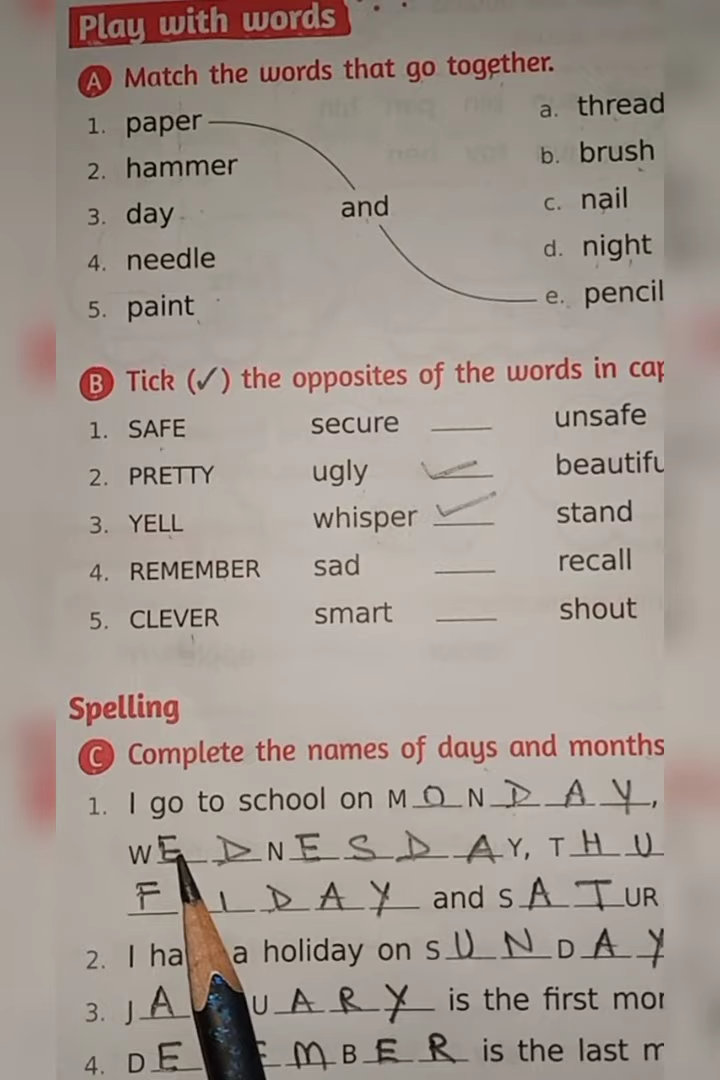 Play with words
A Match the words that go together.
1. paper a. thread
2. hammer b. brush
3. day and c. nail
4. needle d. night
5. paint e. pencil
B Tick (✓) the opposites of the words in cap
1. SAFE secure ____ unsafe
2. PRETTY ugly ✓ beautifu
3. YELL whisper ✓ stand
4. REMEMBER sad ____ recall
5. CLEVER smart ____ shout
Spelling
C Complete the names of days and months
1. I go to school on MONDAY,
WEDNESDAY, THU
F IDAY and SATUR
2. I ha a holiday on SUNDAY
3. JA UARY is the first mor
4. DE EMBER is the last m